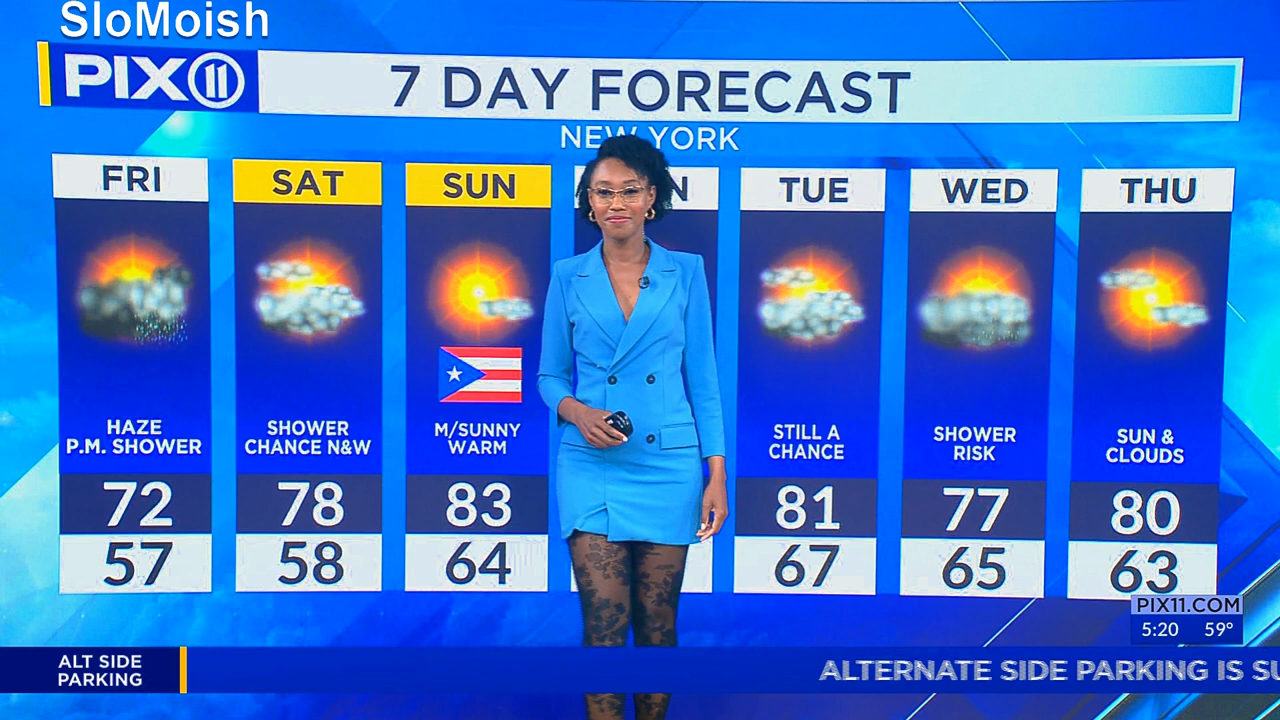 SloMoish
PIX 11
7 DAY FORECAST
NEW YORK
FRI
SAT
SUN
TUE
WED
THU
HAZE
P.M. SHOWER
SHOWER
CHANCE N&W
M/SUNNY
WARM
STILL A
CHANCE
SHOWER
RISK
SUN &
CLOUDS
72
78
83
81
77
80
57
58
64
67
65
63
PIX11.COM
5:20 59°
ALT SIDE
PARKING
ALTERNATE SIDE PARKING IS SU